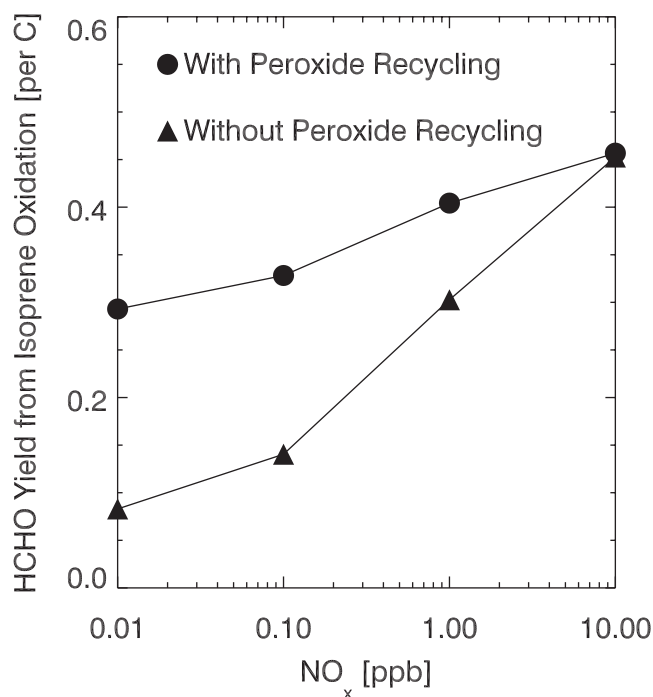 HCHO Yield from Isoprene Oxidation [per C]
0.6
0.4
0.2
0.0
With Peroxide Recycling
Without Peroxide Recycling
0.01 0.10 1.00 10.00
NOx [ppb]